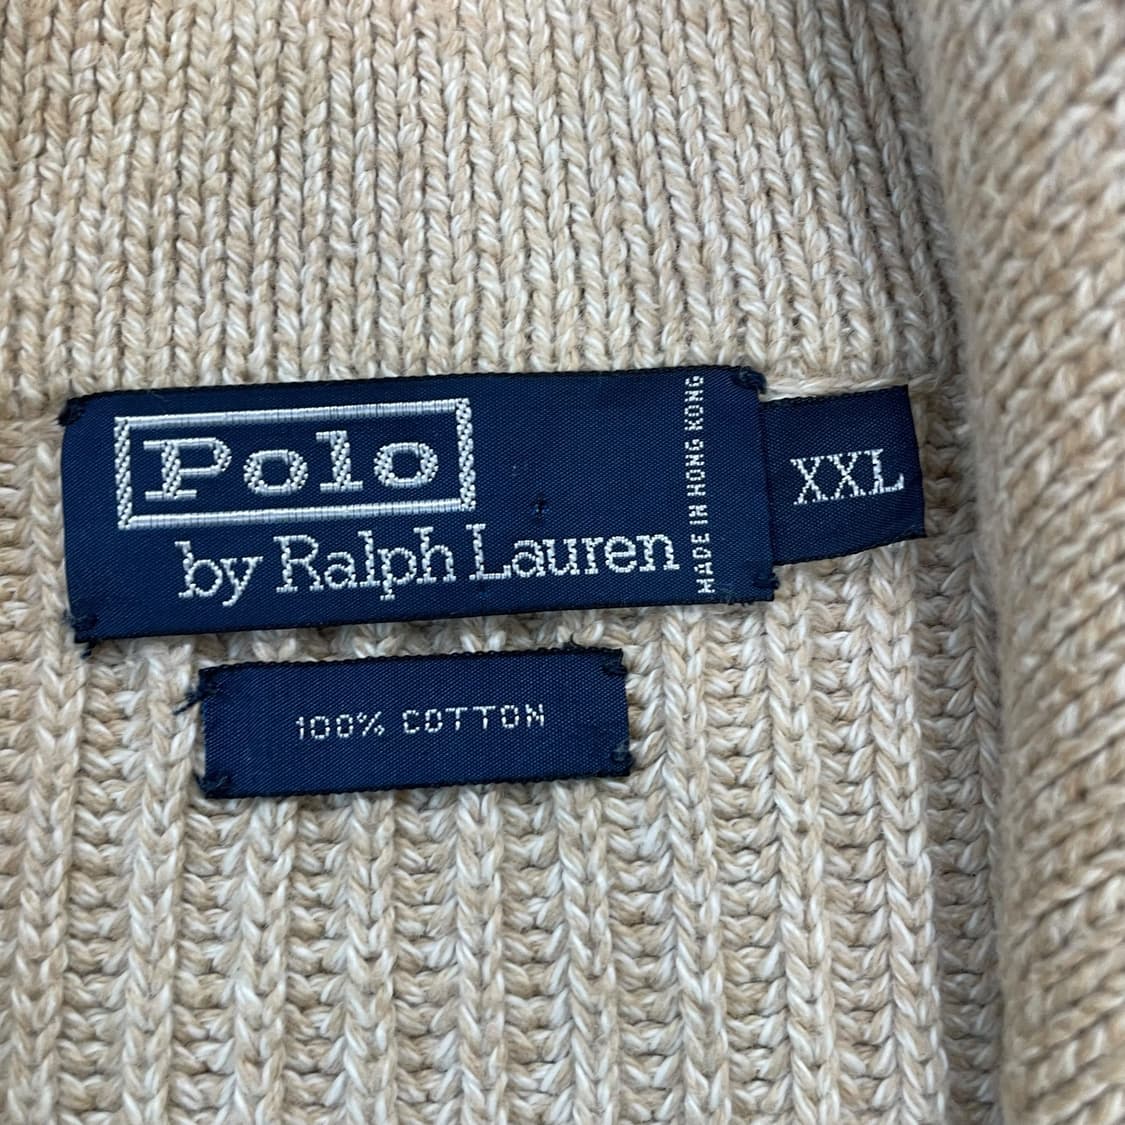 Polo
by Ralph Lauren
MADE IN HONG KONG
XXL
100% COTTON